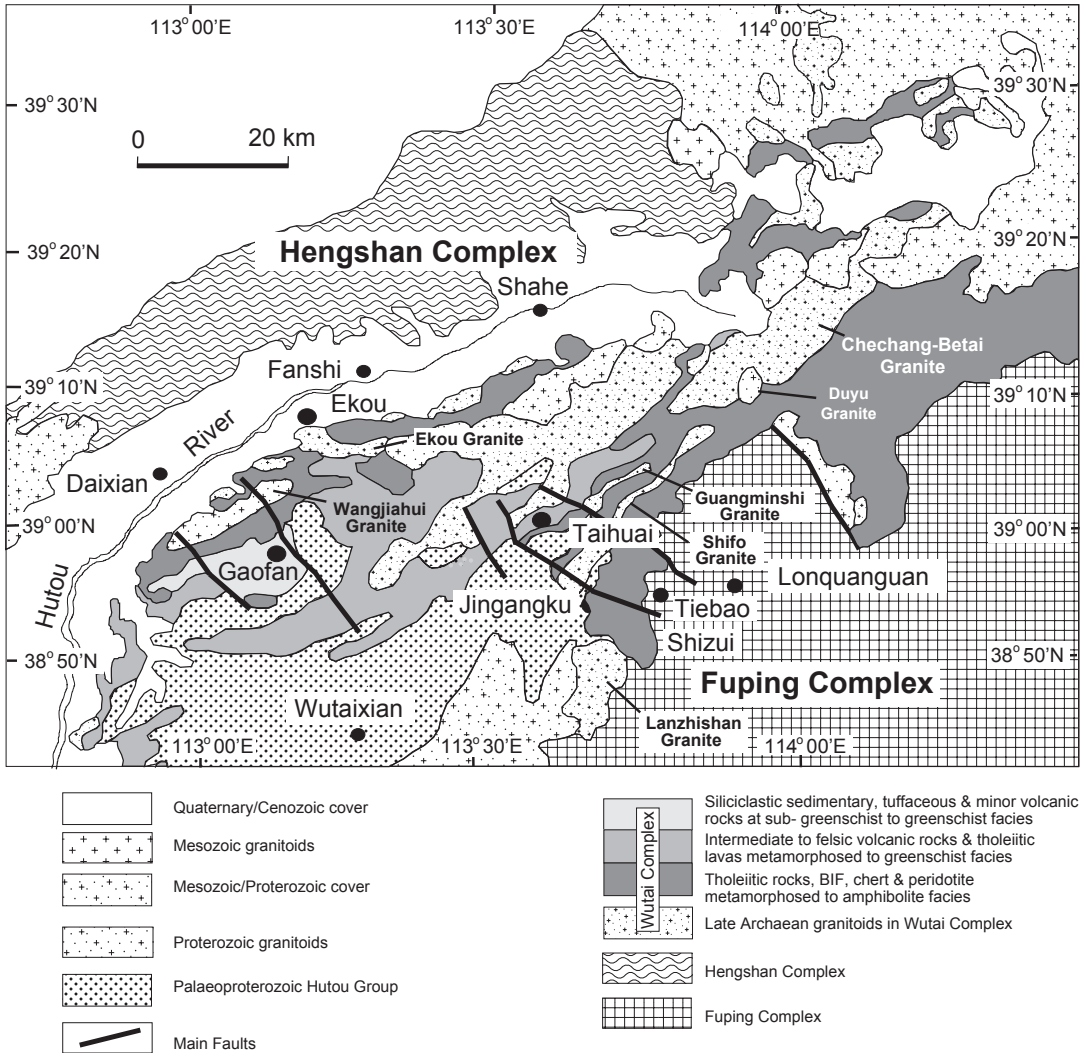 113°00'E
113°30'E
114°00'E
39°30'N
39°30'N
0
20 km
39°20'N
39°20'N
Hengshan Complex
Shahe
Chechang-Betai
Granite
Fanshi
39°10'N
39°10'N
Duyu
Granite
Ekou
River
Ekou Granite
Daixian
Wangjiahui
Granite
Guangminshi
Granite
39°00'N
39°00'N
Taihuai
Shifo
Granite
Gaofan
Lonquanguan
Hutou
Jingangku
Tiebao
Shizui
38°50'N
38°50'N
Fuping Complex
Wutaixian
Lanzhishan
Granite
113°00'E
113°30'E
114°00'E
Quaternary/Cenozoic cover
Mesozoic granitoids
Mesozoic/Proterozoic cover
Proterozoic granitoids
Palaeoproterozoic Hutou Group
Main Faults
Wutai Complex
Siliciclastic sedimentary, tuffaceous & minor volcanic
rocks at sub- greenschist to greenschist facies
Intermediate to felsic volcanic rocks & tholeiitic
lavas metamorphosed to greenschist facies
Tholeiitic rocks, BIF, chert & peridotite
metamorphosed to amphibolite facies
Late Archaean granitoids in Wutai Complex
Hengshan Complex
Fuping Complex